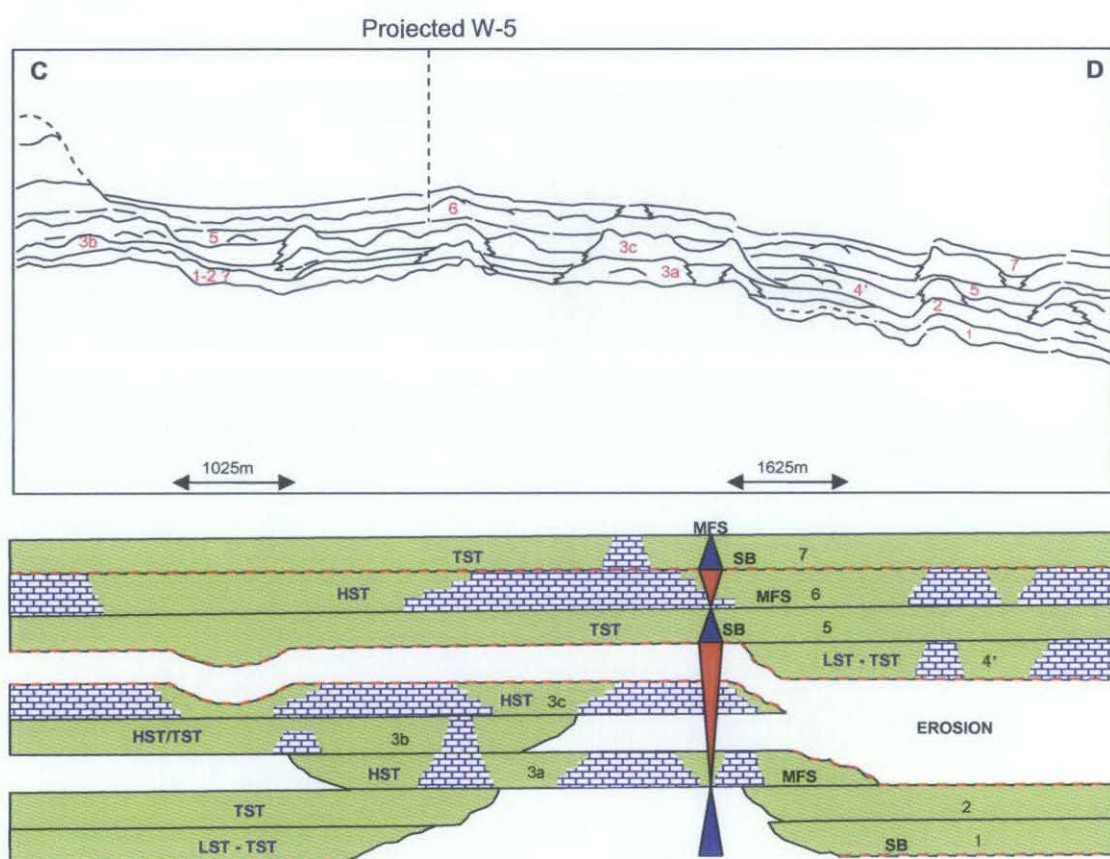 Projected W-5
C D
6
3b 5 3c 7
1-2 ? 3a 4' 5
2
1
1025m 1625m
MFS
TST SB 7
HST MFS 6
TST SB 5
LST - TST 4'
HST 3c
HST/TST 3b EROSION
HST 3a MFS
TST 2
LST - TST SB 1